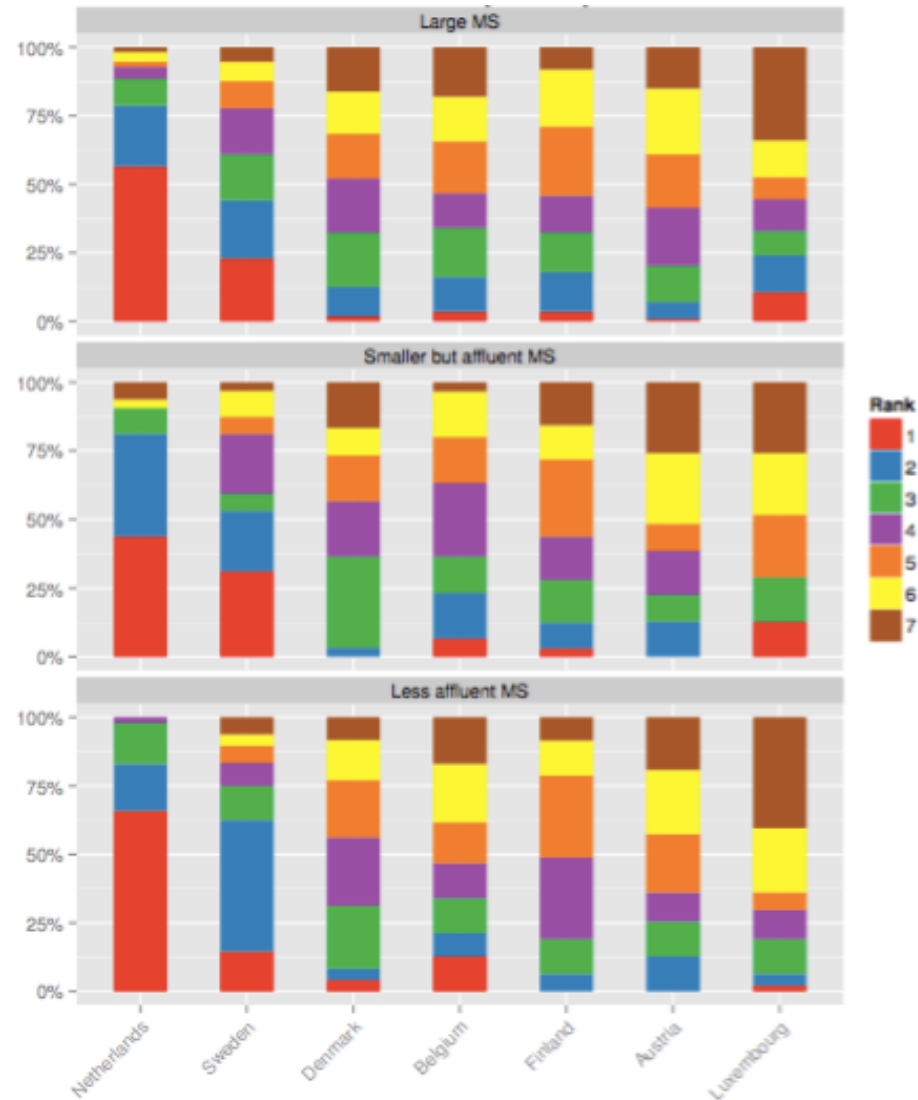 Large MS
100%
75%
50%
25%
0%
Smaller but affluent MS
100%
75%
50%
25%
0%
Rank
1
2
3
4
5
6
7
Less affluent MS
100%
75%
50%
25%
0%
Netherlands
Sweden
Denmark
Belgium
Finland
Austria
Luxembourg